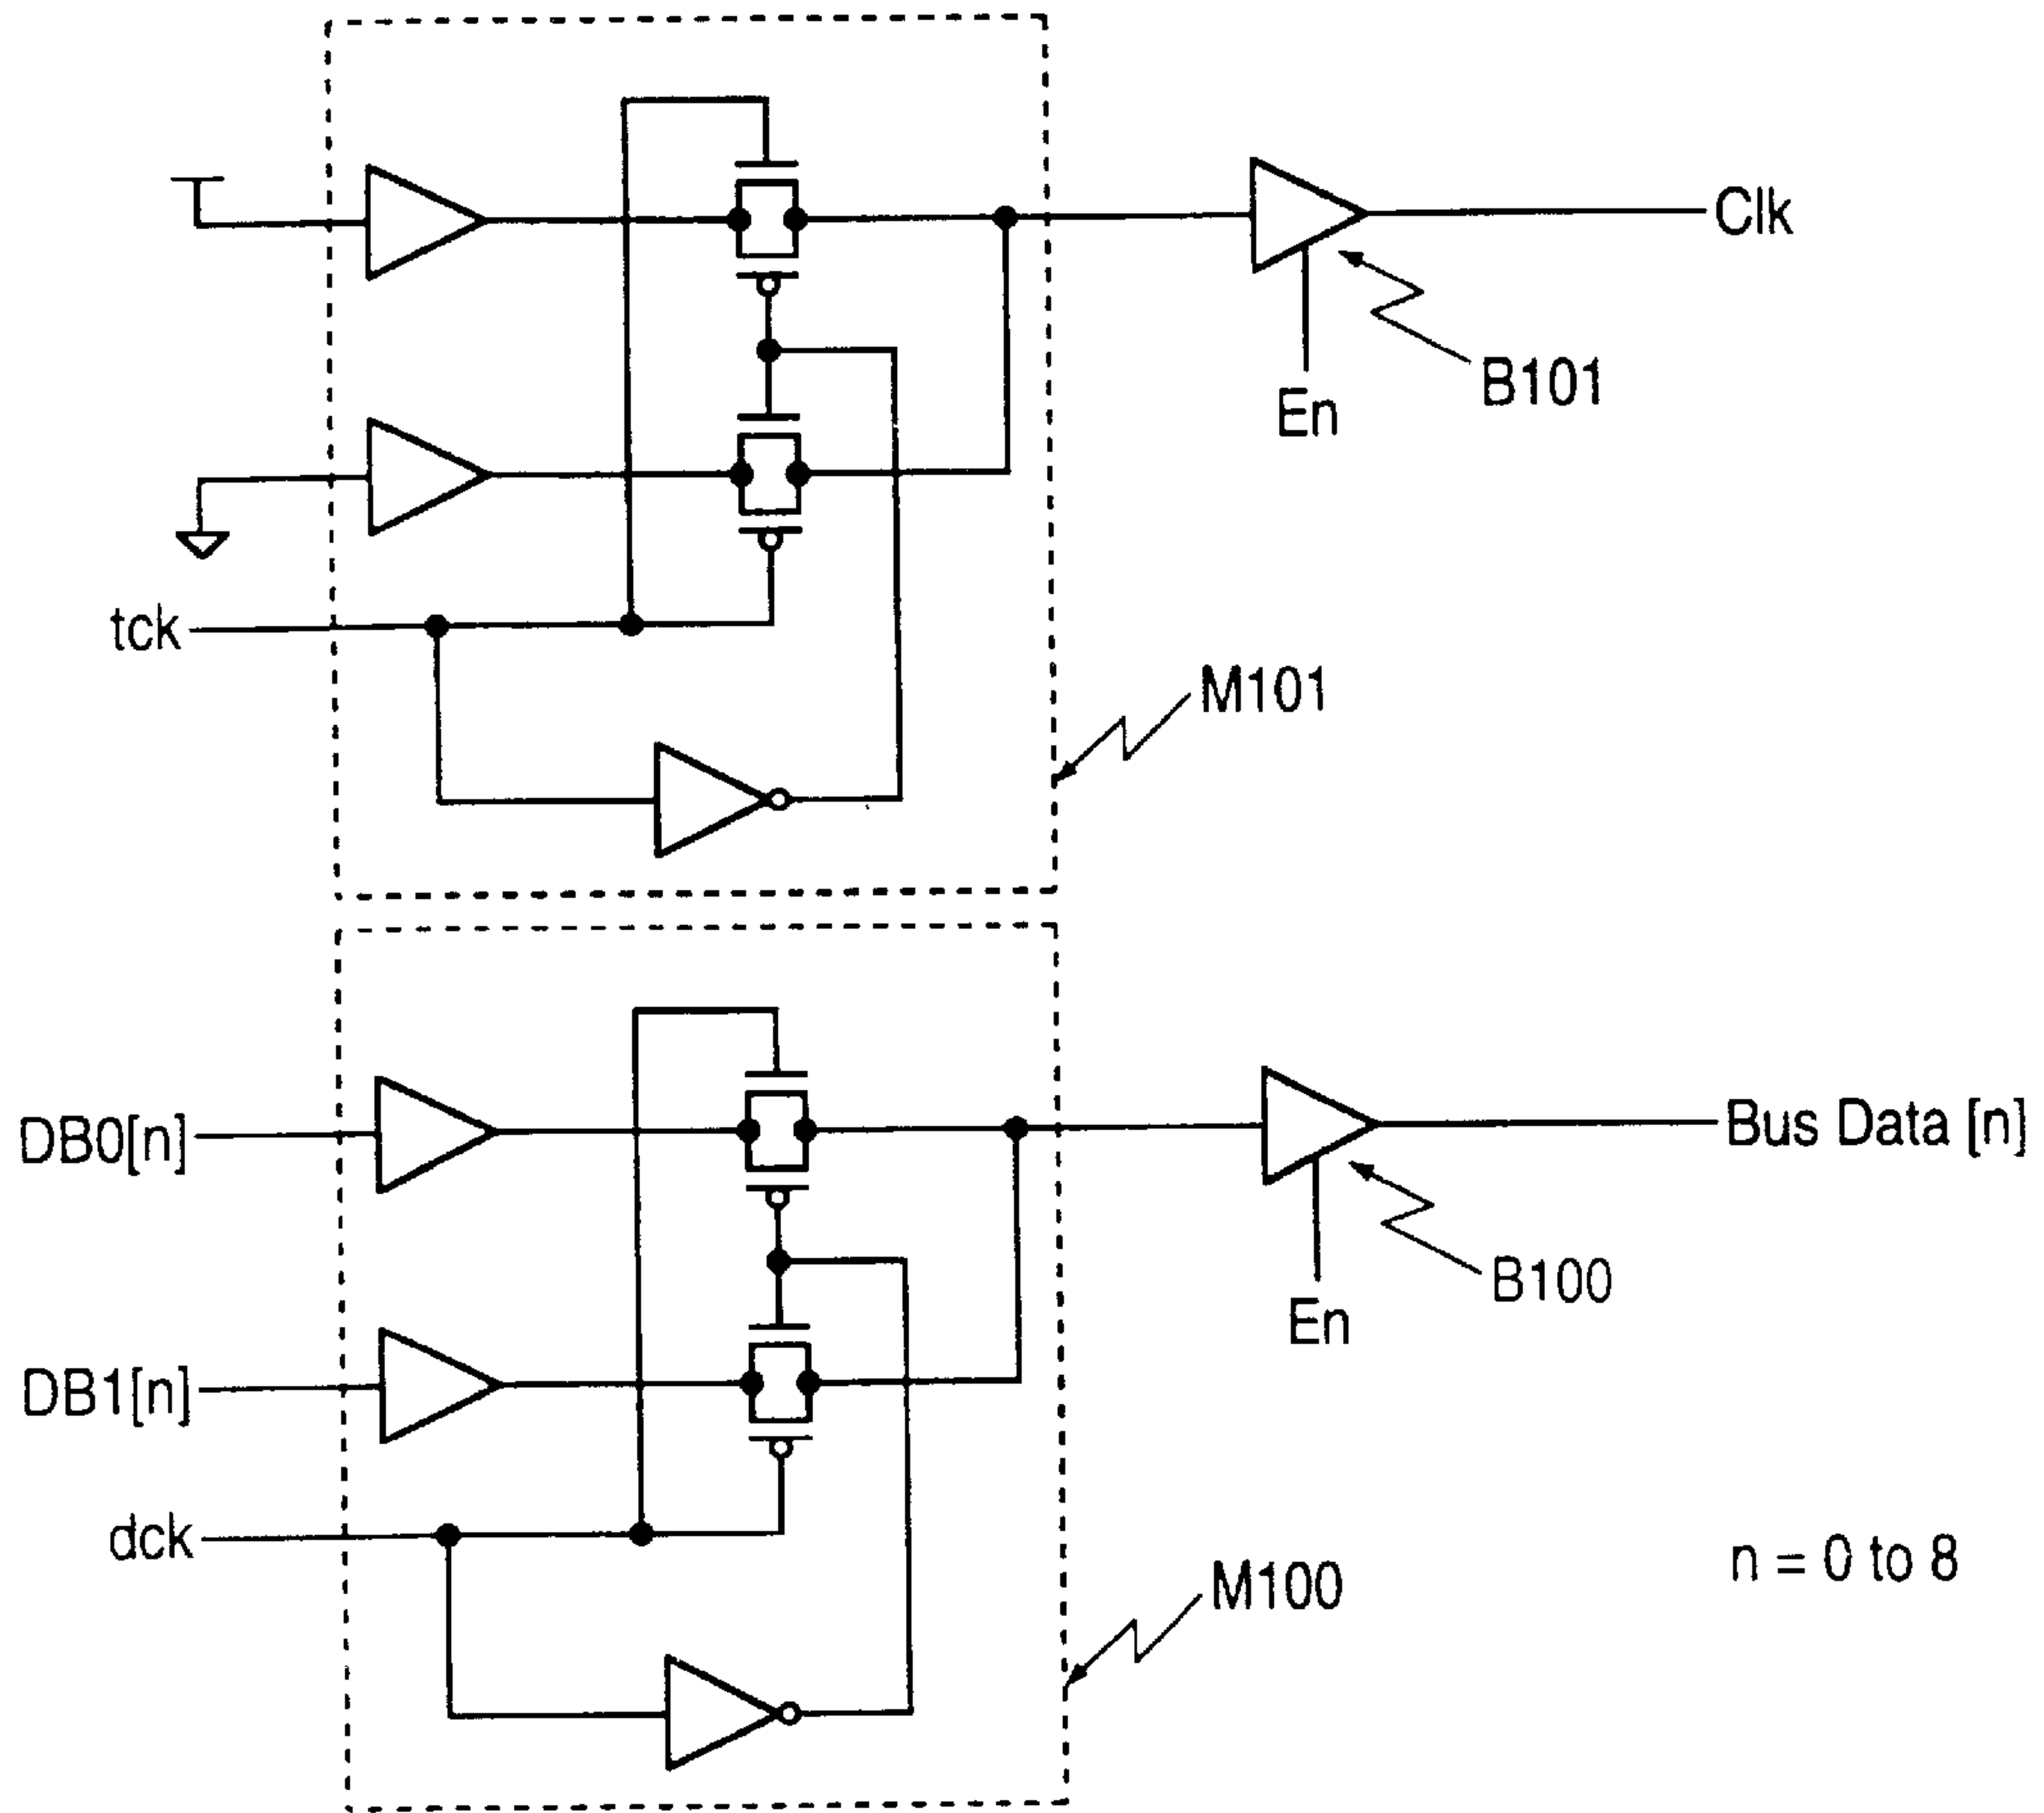 Clk
B101
En
tck
M101
DB0[n]
Bus Data [n]
B100
En
DB1[n]
dck
n = 0 to 8
M100